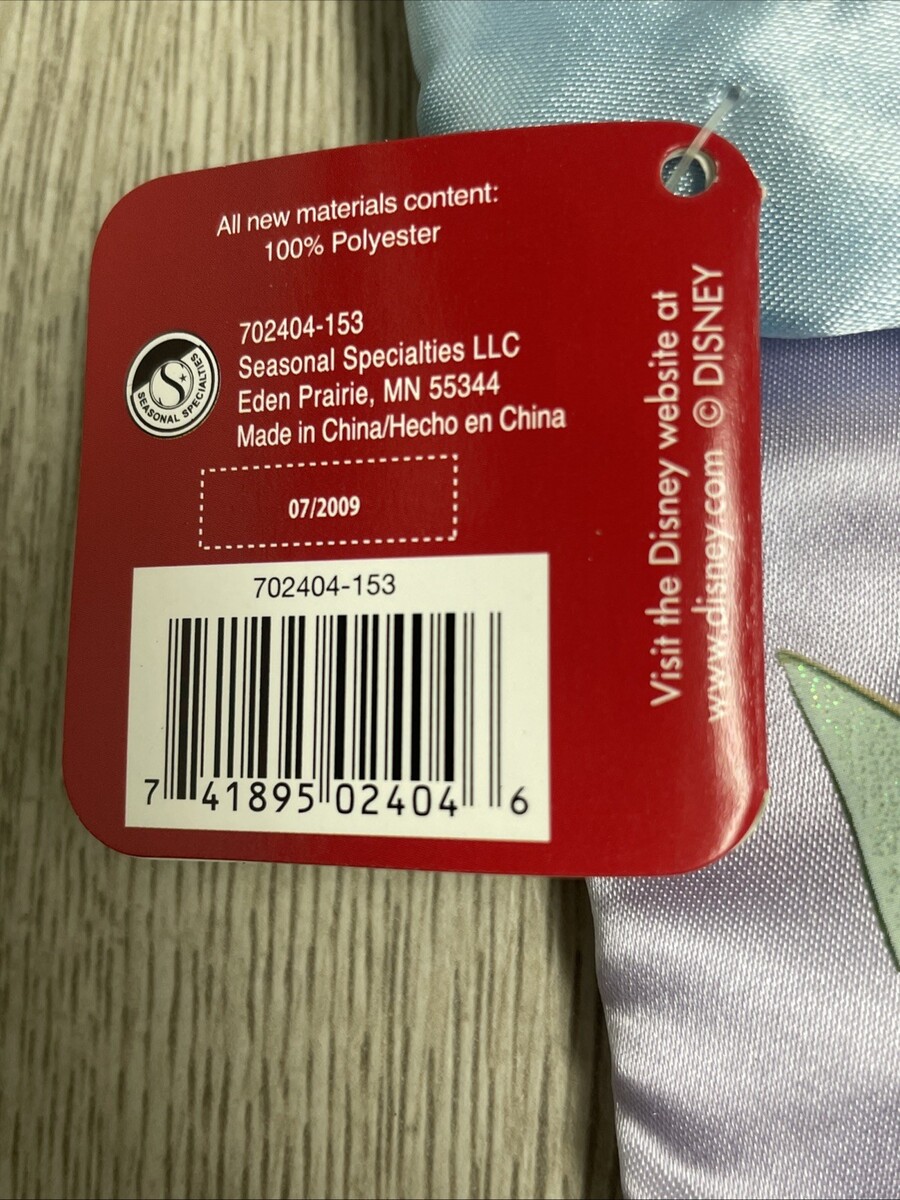 All new materials content:
100% Polyester
702404-153
Seasonal Specialties LLC
Eden Prairie, MN 55344
Made in China/Hecho en China
S
SEASONAL SPECIALTIES
07/2009
702404-153
7 41895 02404 6
Visit the Disney website at
www.disney.com © DISNEY